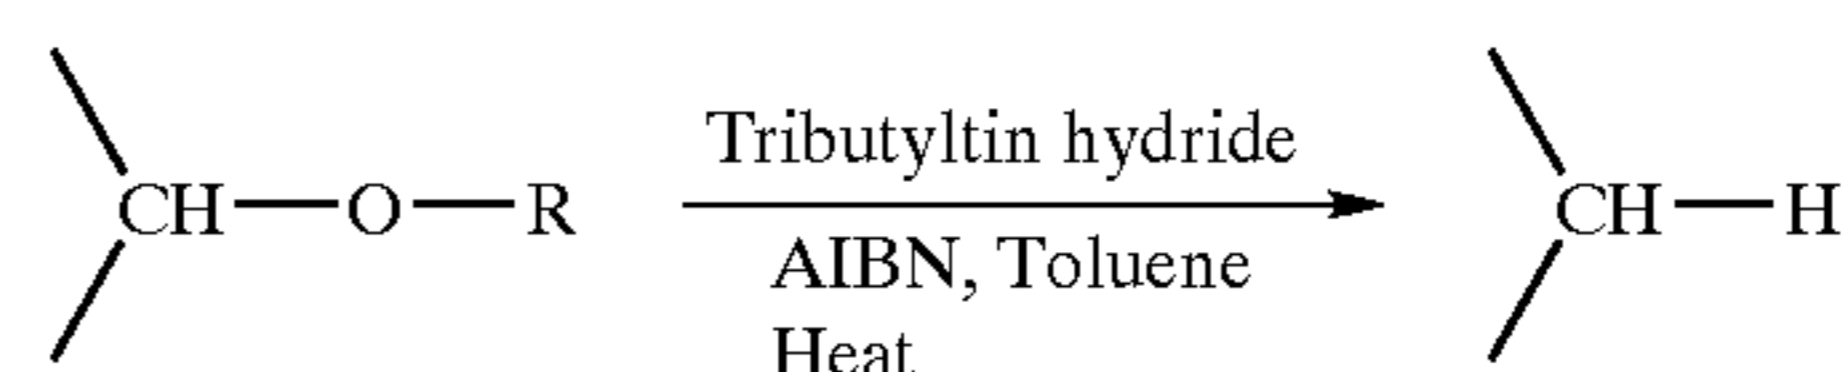 Tributyltin hydride
CH—O—R CH—H
AIBN, Toluene
Heat